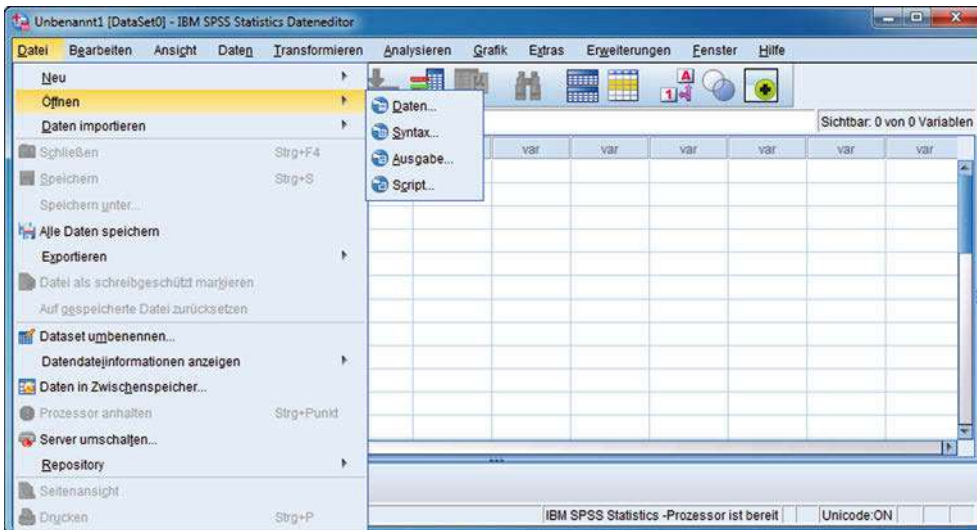 Unbenannt1 [DataSet0] - IBM SPSS Statistics Dateneditor
Datei Bearbeiten Ansicht Daten Transformieren Analysieren Grafik Extras Erweiterungen Fenster Hilfe
Neu
Öffnen
Daten importieren
Schließen Strg+F4
Speichern Strg+S
Speichern unter...
Alle Daten speichern
Exportieren
Datei als schreibgeschützt markieren
Auf gespeicherte Datei zurücksetzen
Dataset umbenennen...
Datendateiinformationen anzeigen
Daten in Zwischenspeicher...
Prozessor anhalten Strg+Punkt
Server umschalten...
Repository
Seitenansicht
Drucken Strg+P
Daten...
Syntax...
Ausgabe...
Script...
Sichtbar: 0 von 0 Variablen
var var var var var var
IBM SPSS Statistics -Prozessor ist bereit Unicode:ON